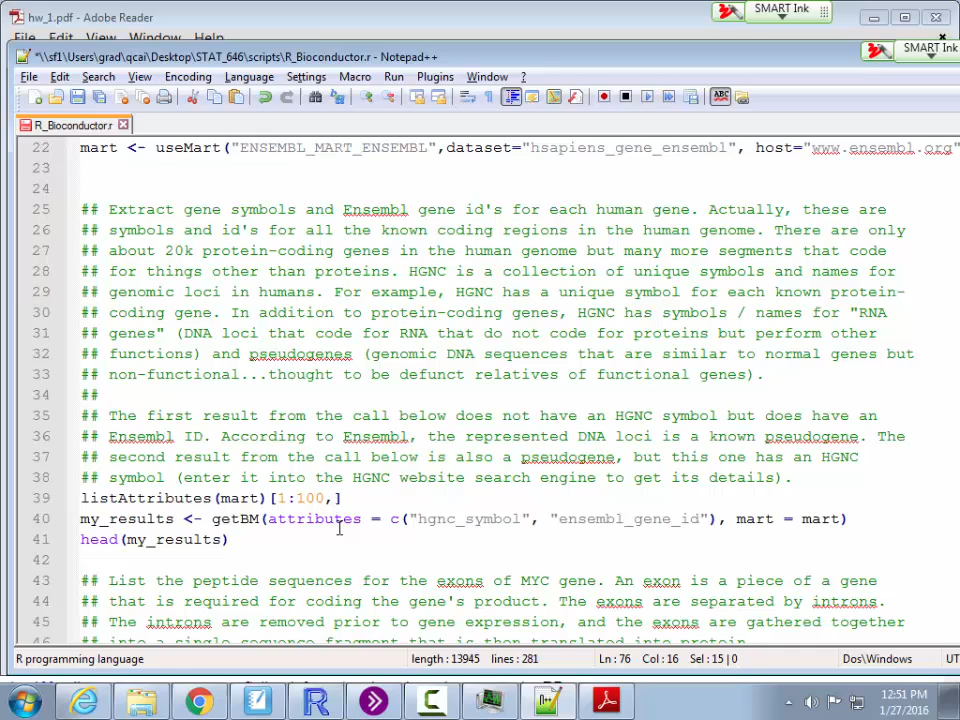 hw_1.pdf - Adobe Reader
SMART Ink
File Edit View Window Help
*\\sf1\Users\grad\qcai\Desktop\STAT_646\scripts\R_Bioconductor.r - Notepad++
SMART Ink
File Edit Search View Encoding Language Settings Macro Run Plugins Window ?
R_Bioconductor.r
22 mart <- useMart("ENSEMBL_MART_ENSEMBL",dataset="hsapiens_gene_ensembl", host="www.ensembl.org"
23
24
25 ## Extract gene symbols and Ensembl gene id's for each human gene. Actually, these are
26 ## symbols and id's for all the known coding regions in the human genome. There are only
27 ## about 20k protein-coding genes in the human genome but many more segments that code
28 ## for things other than proteins. HGNC is a collection of unique symbols and names for
29 ## genomic loci in humans. For example, HGNC has a unique symbol for each known protein-
30 ## coding gene. In addition to protein-coding genes, HGNC has symbols / names for "RNA
31 ## genes" (DNA loci that code for RNA that do not code for proteins but perform other
32 ## functions) and pseudogenes (genomic DNA sequences that are similar to normal genes but
33 ## non-functional...thought to be defunct relatives of functional genes).
34 ##
35 ## The first result from the call below does not have an HGNC symbol but does have an
36 ## Ensembl ID. According to Ensembl, the represented DNA loci is a known pseudogene. The
37 ## second result from the call below is also a pseudogene, but this one has an HGNC
38 ## symbol (enter it into the HGNC website search engine to get its details).
39 listAttributes(mart)[1:100,]
40 my_results <- getBM(attributes = c("hgnc_symbol", "ensembl_gene_id"), mart = mart)
41 head(my_results)
42
43 ## List the peptide sequences for the exons of MYC gene. An exon is a piece of a gene
44 ## that is required for coding the gene's product. The exons are separated by introns.
45 ## The introns are removed prior to gene expression, and the exons are gathered together
46 ## into a single sequence fragment that is then translated into protein.
R programming language length : 13945 lines : 281 Ln : 76 Col : 16 Sel : 15 | 0 Dos\Windows UT
12:51 PM
1/27/2016